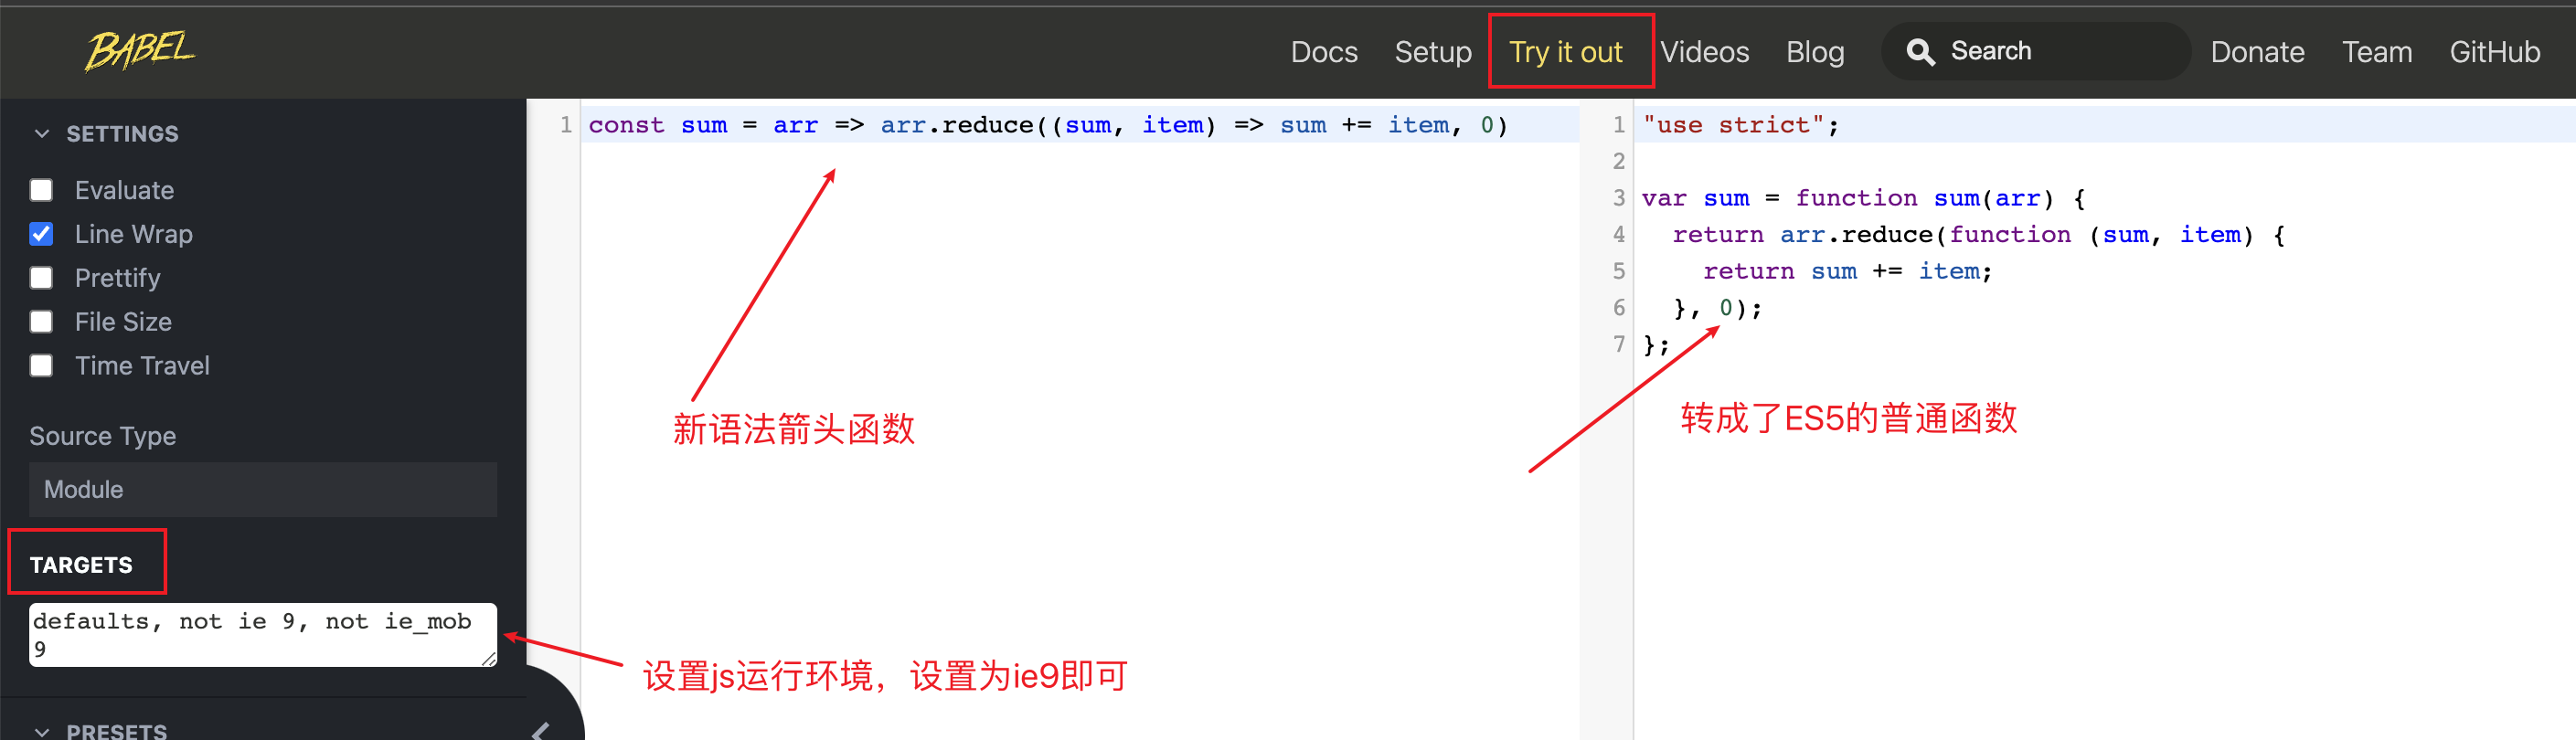 BABEL
Docs Setup Try it out Videos Blog Search Donate Team GitHub
SETTINGS
Evaluate
Line Wrap
Prettify
File Size
Time Travel
Source Type
Module
TARGETS
defaults, not ie 9, not ie_mob
9
PRESETS
1 const sum = arr => arr.reduce((sum, item) => sum += item, 0)
新语法箭头函数
设置js运行环境，设置为ie9即可
1 "use strict";
2
3 var sum = function sum(arr) {
4 return arr.reduce(function (sum, item) {
5 return sum += item;
6 }, 0);
7 };
转成了ES5的普通函数